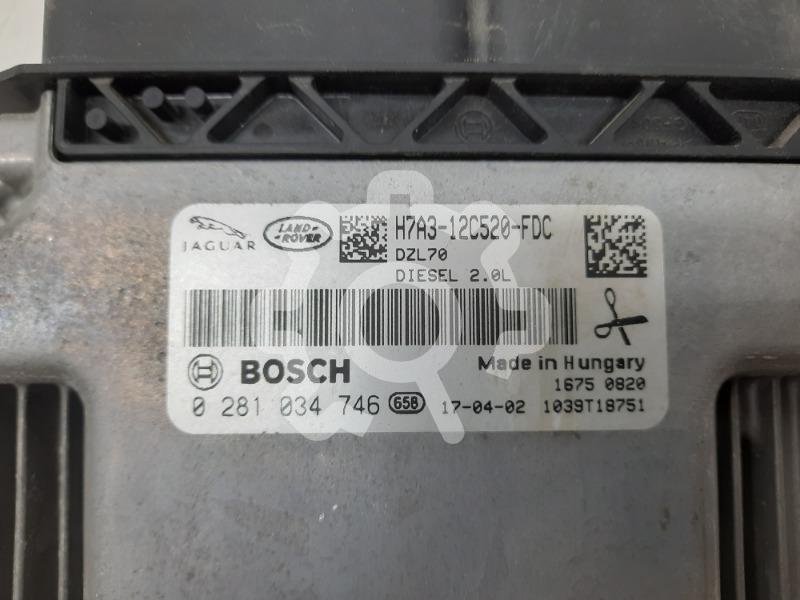 JAGUAR LAND- ROVER H7A3-12C520-FDC
DZL70
DIESEL 2.0L
BOSCH Made in Hungary
1675 0820
0 281 034 746 658 17-04-02 1039T18751